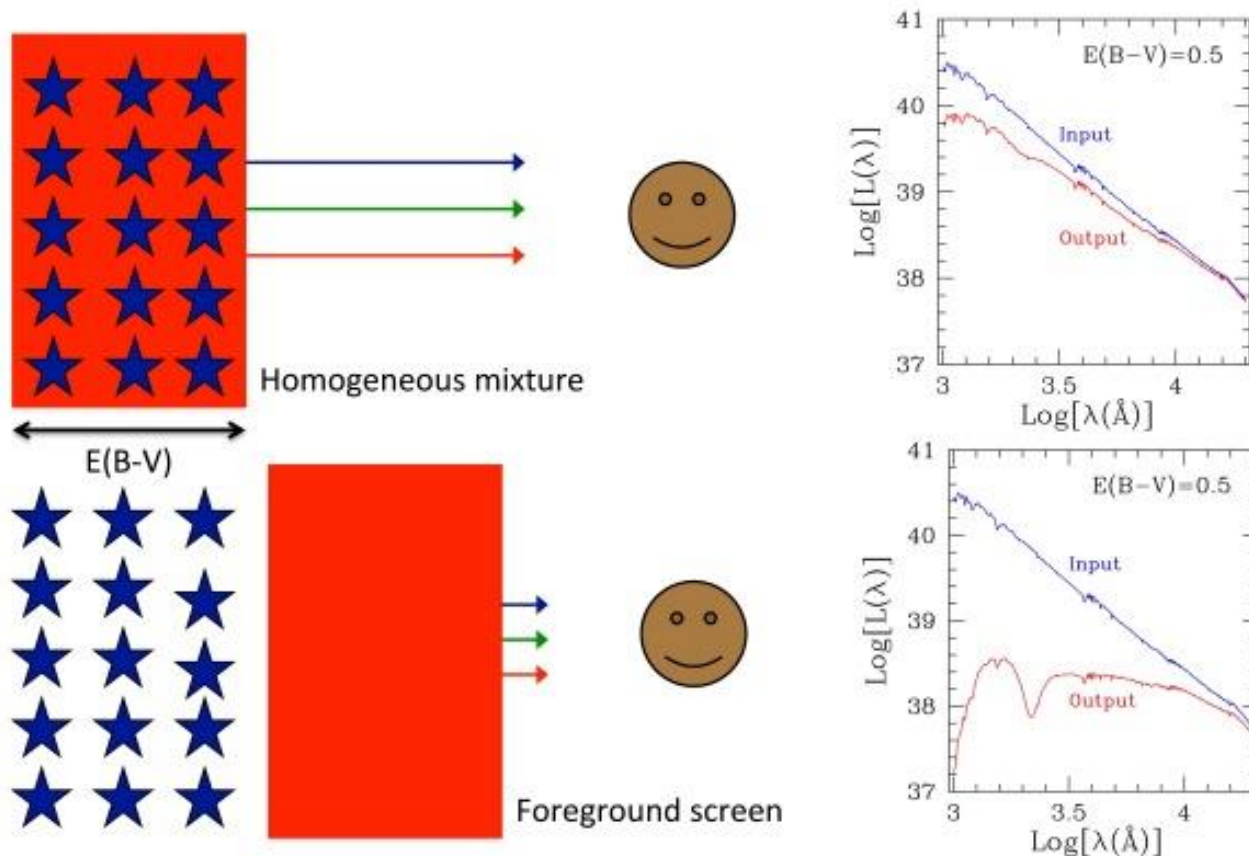 Homogeneous mixture
E(B-V)
41
40
39
38
37
Log[L(λ)]
E(B−V)=0.5
Input
Output
3
3.5
4
Log[λ(Å)]
Foreground screen
41
40
39
38
37
Log[L(λ)]
E(B−V)=0.5
Input
Output
3
3.5
4
Log[λ(Å)]